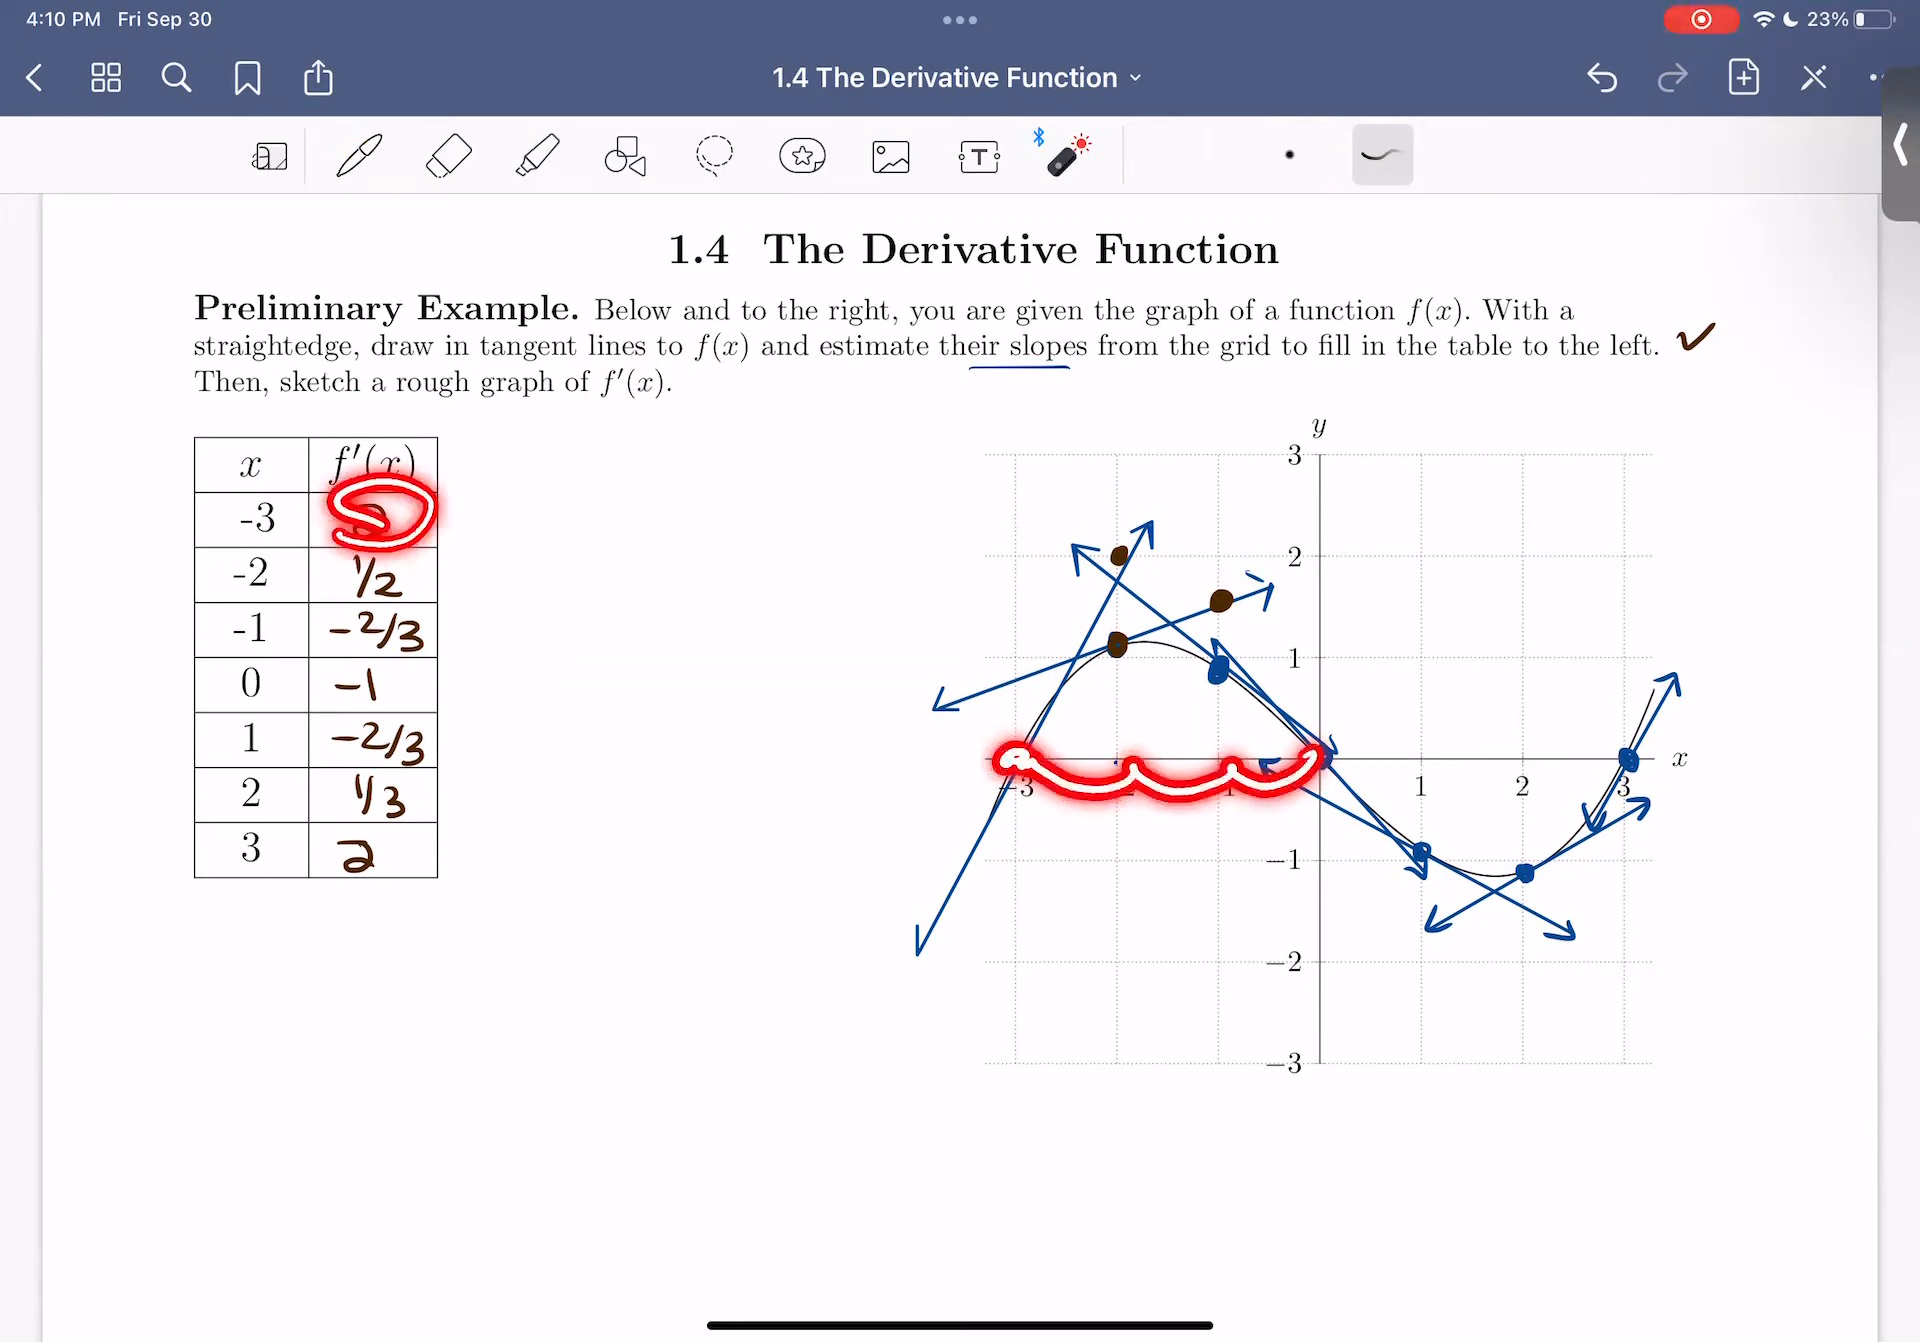 4:10 PM Fri Sep 30
23%
1.4 The Derivative Function
T
1.4 The Derivative Function
Preliminary Example. Below and to the right, you are given the graph of a function f(x). With a
straightedge, draw in tangent lines to f(x) and estimate their slopes from the grid to fill in the table to the left. ✓
Then, sketch a rough graph of f′(x).
x f′(x)
-3
-2 1/2
-1 -2/3
0 -1
1 -2/3
2 1/3
3 2
y
3
2
1
x
−3 1 2 3
−1
−2
−3